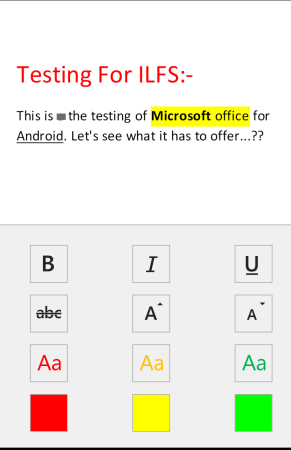 Testing For ILFS:-
This is the testing of Microsoft office for
Android. Let's see what it has to offer...??
B I U
abc A A
Aa Aa Aa